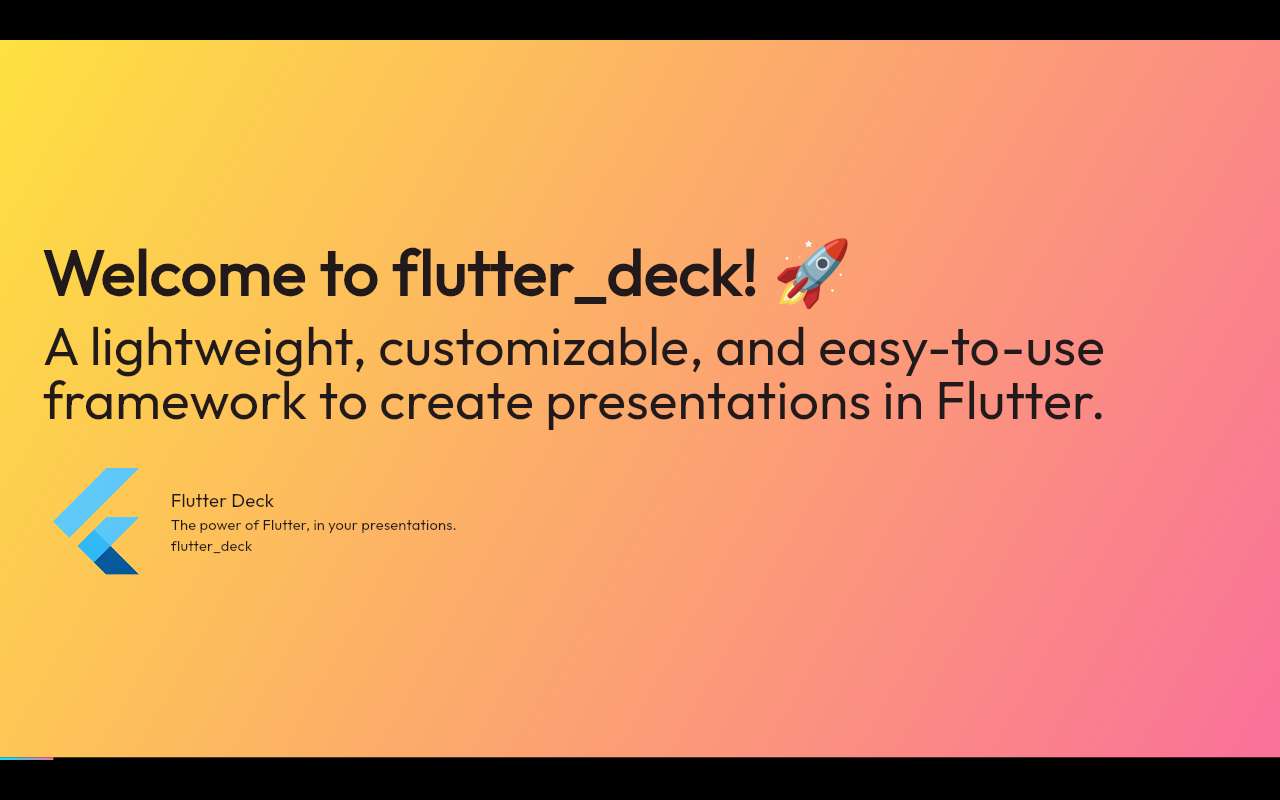 Welcome to flutter_deck! 🚀
A lightweight, customizable, and easy-to-use
framework to create presentations in Flutter.
Flutter Deck
The power of Flutter, in your presentations.
flutter_deck